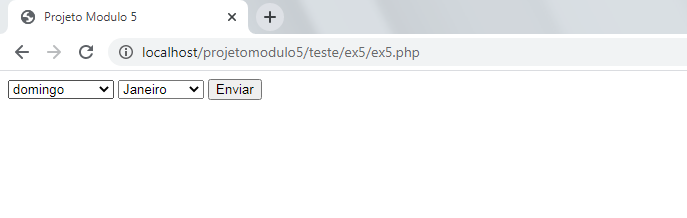 Projeto Modulo 5
localhost/projetomodulo5/teste/ex5/ex5.php
domingo Janeiro Enviar